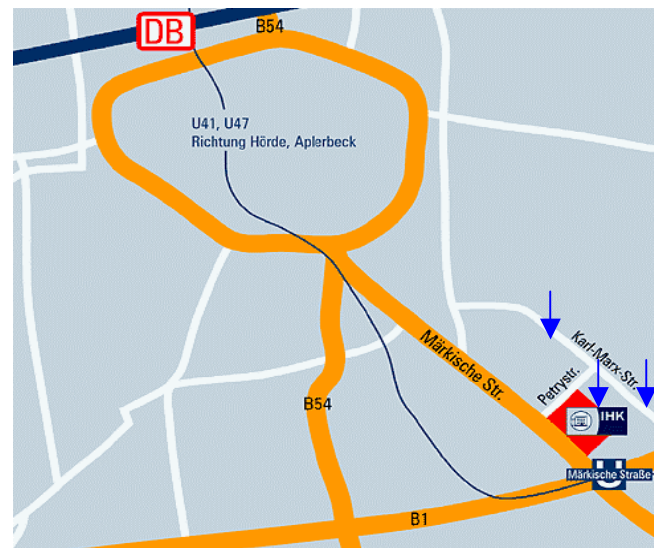 DB
B54
U41, U47
Richtung Hörde, Aplerbeck
Märkische Str.
Karl-Marx-Str.
Petrystr.
B54
IHK
U
Märkische Straße
B1